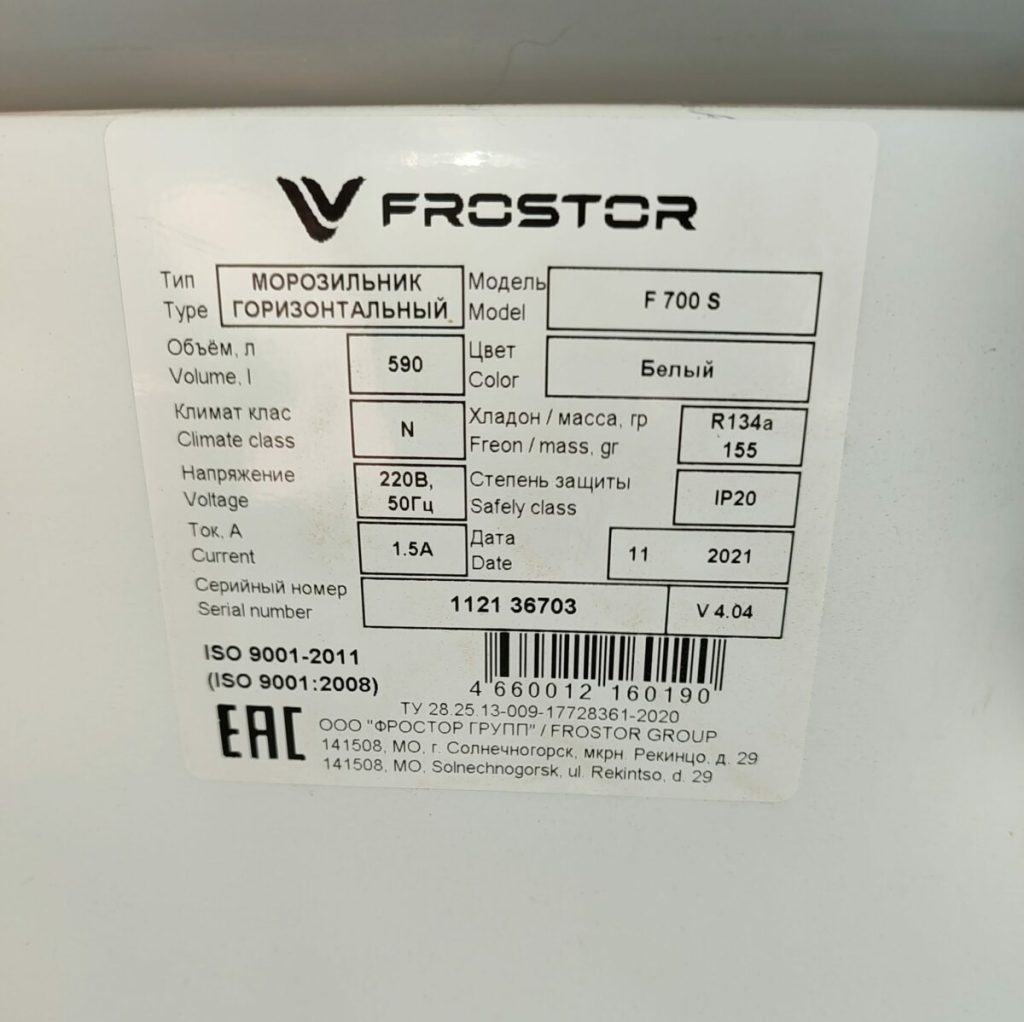 FROSTOR
Тип МОРОЗИЛЬНИК Модель F 700 S
Type ГОРИЗОНТАЛЬНЫЙ Model
Объём, л 590 Цвет Белый
Volume, l Color
Климат клас N Хладон / масса, гр R134a
Climate class Freon / mass, gr 155
Напряжение 220В, Степень защиты IP20
Voltage 50Гц Safely class
Ток, А 1.5А Дата 11 2021
Current Date
Серийный номер 1121 36703 V 4.04
Serial number
ISO 9001-2011
(ISO 9001:2008)
4 660012 160190
ТУ 28.25.13-009-17728361-2020
EAC
ООО "ФРОСТОР ГРУПП" / FROSTOR GROUP
141508, МО, г. Солнечногорск, мкрн. Рекинцо, д. 29
141508, MO, Solnechnogorsk, ul. Rekintso, d. 29